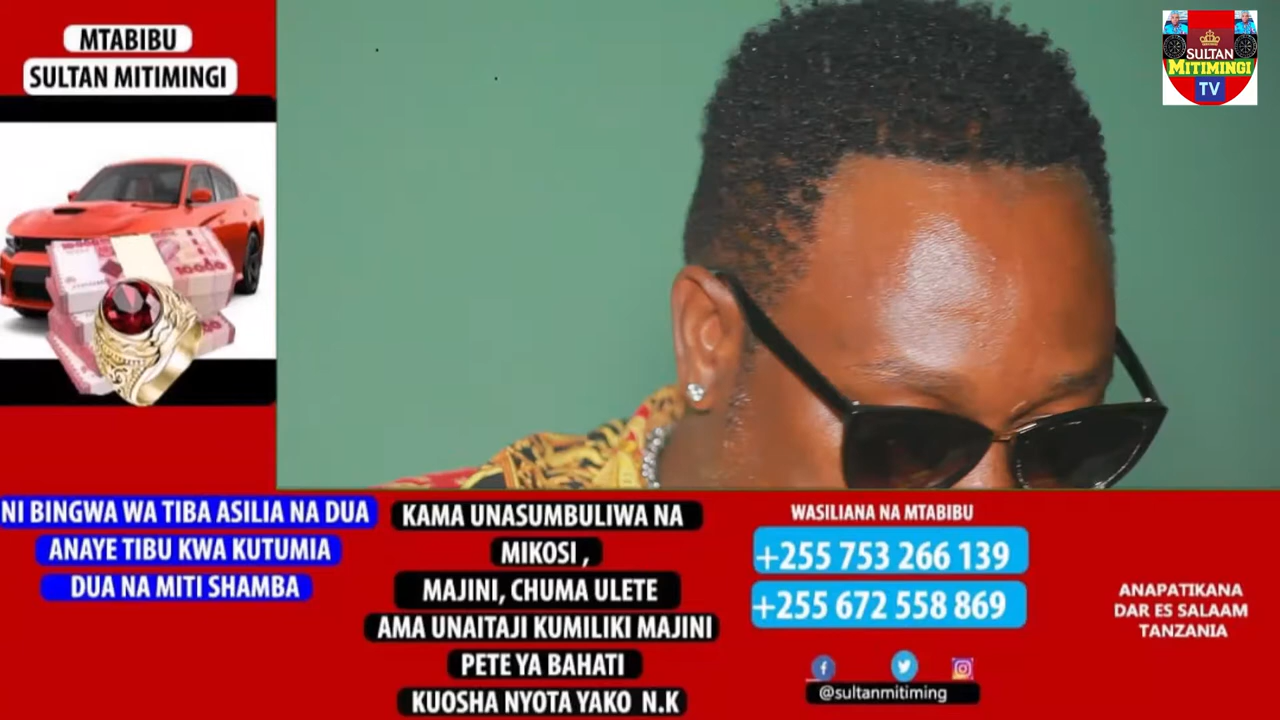 MTABIBU
SULTAN MITIMINGI
SULTAN
MITIMINGI
TV
10000
NI BINGWA WA TIBA ASILIA NA DUA
ANAYE TIBU KWA KUTUMIA
DUA NA MITI SHAMBA
KAMA UNASUMBULIWA NA
MIKOSI ,
MAJINI, CHUMA ULETE
AMA UNAITAJI KUMILIKI MAJINI
PETE YA BAHATI
KUOSHA NYOTA YAKO N.K
WASILIANA NA MTABIBU
+255 753 266 139
+255 672 558 869
@sultanmitiming
ANAPATIKANA
DAR ES SALAAM
TANZANIA